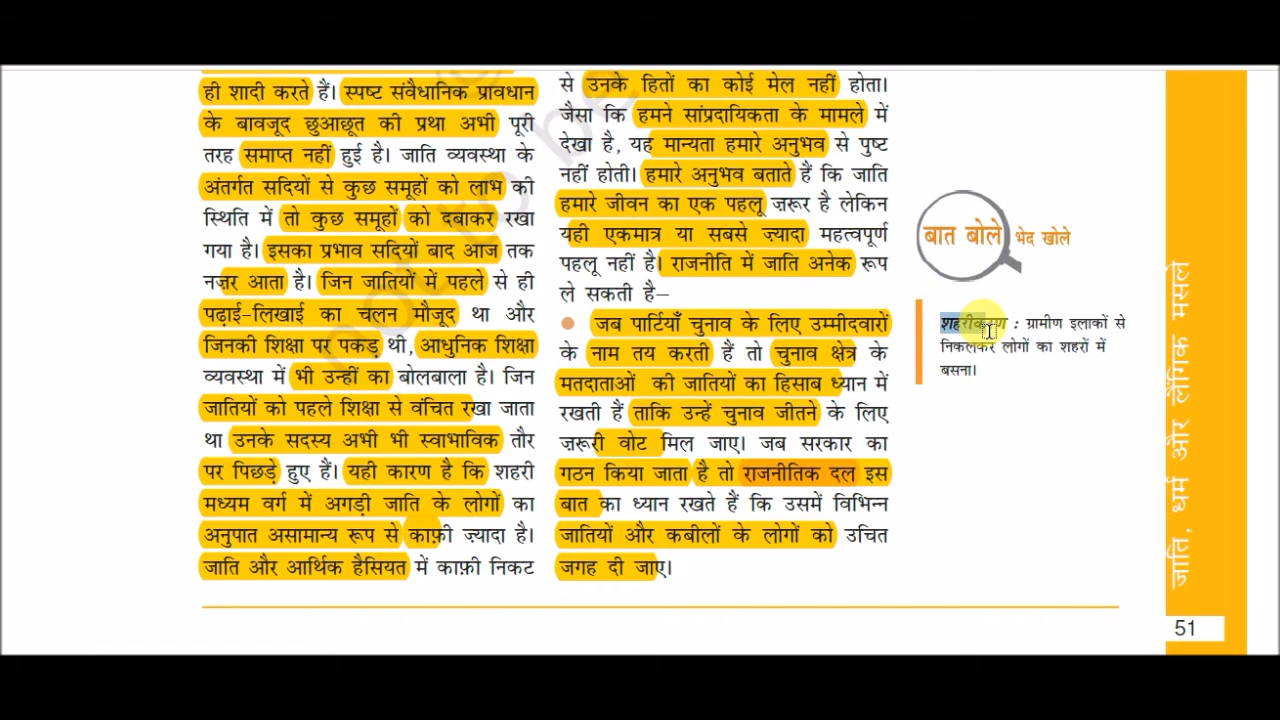 ही शादी करते हैं। स्पष्ट संवैधानिक प्रावधान
के बावजूद छुआछूत की प्रथा अभी पूरी
तरह समाप्त नहीं हुई है। जाति व्यवस्था के
अंतर्गत सदियों से कुछ समूहों को लाभ की
स्थिति में तो कुछ समूहों को दबाकर रखा
गया है। इसका प्रभाव सदियों बाद आज तक
नज़र आता है। जिन जातियों में पहले से ही
पढ़ाई-लिखाई का चलन मौजूद था और
जिनकी शिक्षा पर पकड़ थी, आधुनिक शिक्षा
व्यवस्था में भी उन्हीं का बोलबाला है। जिन
जातियों को पहले शिक्षा से वंचित रखा जाता
था उनके सदस्य अभी भी स्वाभाविक तौर
पर पिछड़े हुए हैं। यही कारण है कि शहरी
मध्यम वर्ग में अगड़ी जाति के लोगों का
अनुपात असामान्य रूप से काफ़ी ज़्यादा है।
जाति और आर्थिक हैसियत में काफ़ी निकट
से उनके हितों का कोई मेल नहीं होता।
जैसा कि हमने सांप्रदायिकता के मामले में
देखा है, यह मान्यता हमारे अनुभव से पुष्ट
नहीं होती। हमारे अनुभव बताते हैं कि जाति
हमारे जीवन का एक पहलू ज़रूर है लेकिन
यही एकमात्र या सबसे ज़्यादा महत्वपूर्ण
पहलू नहीं है। राजनीति में जाति अनेक रूप
ले सकती है—
● जब पार्टियाँ चुनाव के लिए उम्मीदवारों
के नाम तय करती हैं तो चुनाव क्षेत्र के
मतदाताओं की जातियों का हिसाब ध्यान में
रखती हैं ताकि उन्हें चुनाव जीतने के लिए
ज़रूरी वोट मिल जाए। जब सरकार का
गठन किया जाता है तो राजनीतिक दल इस
बात का ध्यान रखते हैं कि उसमें विभिन्न
जातियों और कबीलों के लोगों को उचित
जगह दी जाए।
बात बोले भेद खोले
शहरीकरण : ग्रामीण इलाकों से
निकलकर लोगों का शहरों में
बसना।
जाति, धर्म और लैंगिक मसले
51
not to be